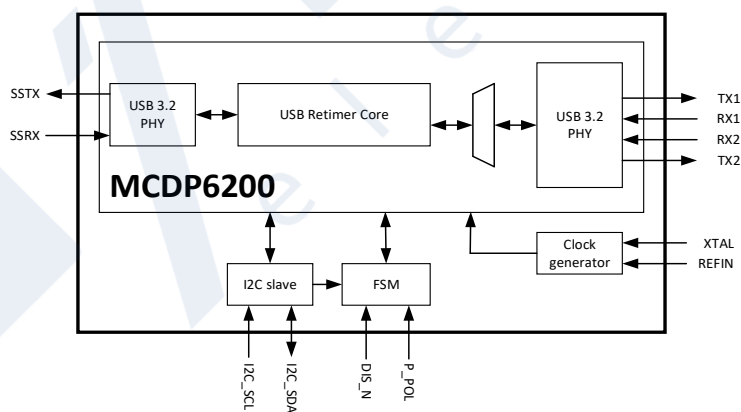 SSTX
SSRX
USB 3.2
PHY
USB Retimer Core
USB 3.2
PHY
TX1
RX1
RX2
TX2
MCDP6200
Clock
generator
XTAL
REFIN
I2C slave
FSM
I2C_SCL
I2C_SDA
DIS_N
P_POL